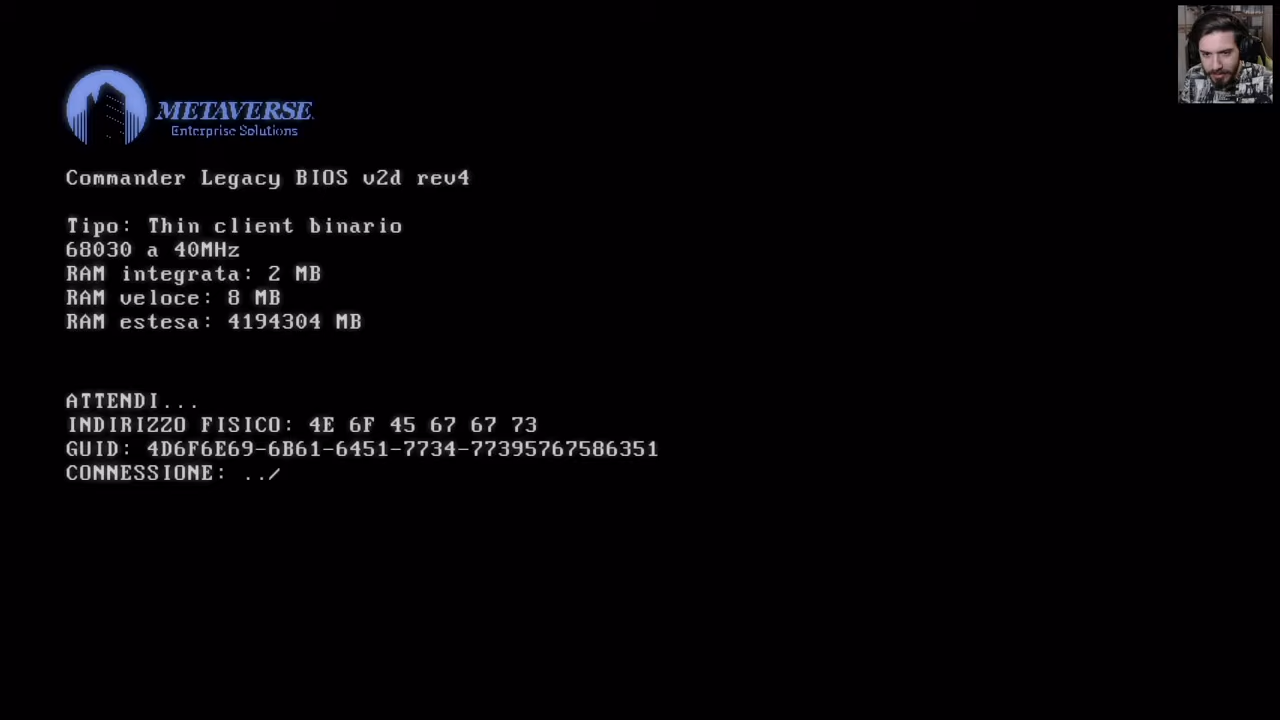 METAVERSE
Enterprise Solutions
Commander Legacy BIOS v2d rev4
Tipo: Thin client binario
68030 a 40MHz
RAM integrata: 2 MB
RAM veloce: 8 MB
RAM estesa: 4194304 MB
ATTENDI...
INDIRIZZO FISICO: 4E 6F 45 67 67 73
GUID: 4D6F6E69-6B61-6451-7734-77395767586351
CONNESSIONE: ../